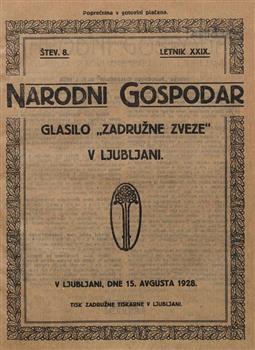 Poprečnina v gotovini plačana.
ŠTEV. 8. LETNIK XXIX.
NARODNI GOSPODAR
GLASILO „ZADRUŽNE ZVEZE"
V LJUBLJANI.
V LJUBLJANI, DNE 15. AVGUSTA 1928.
TISK ZADRUŽNE TISKARNE V LJUBLJANI.